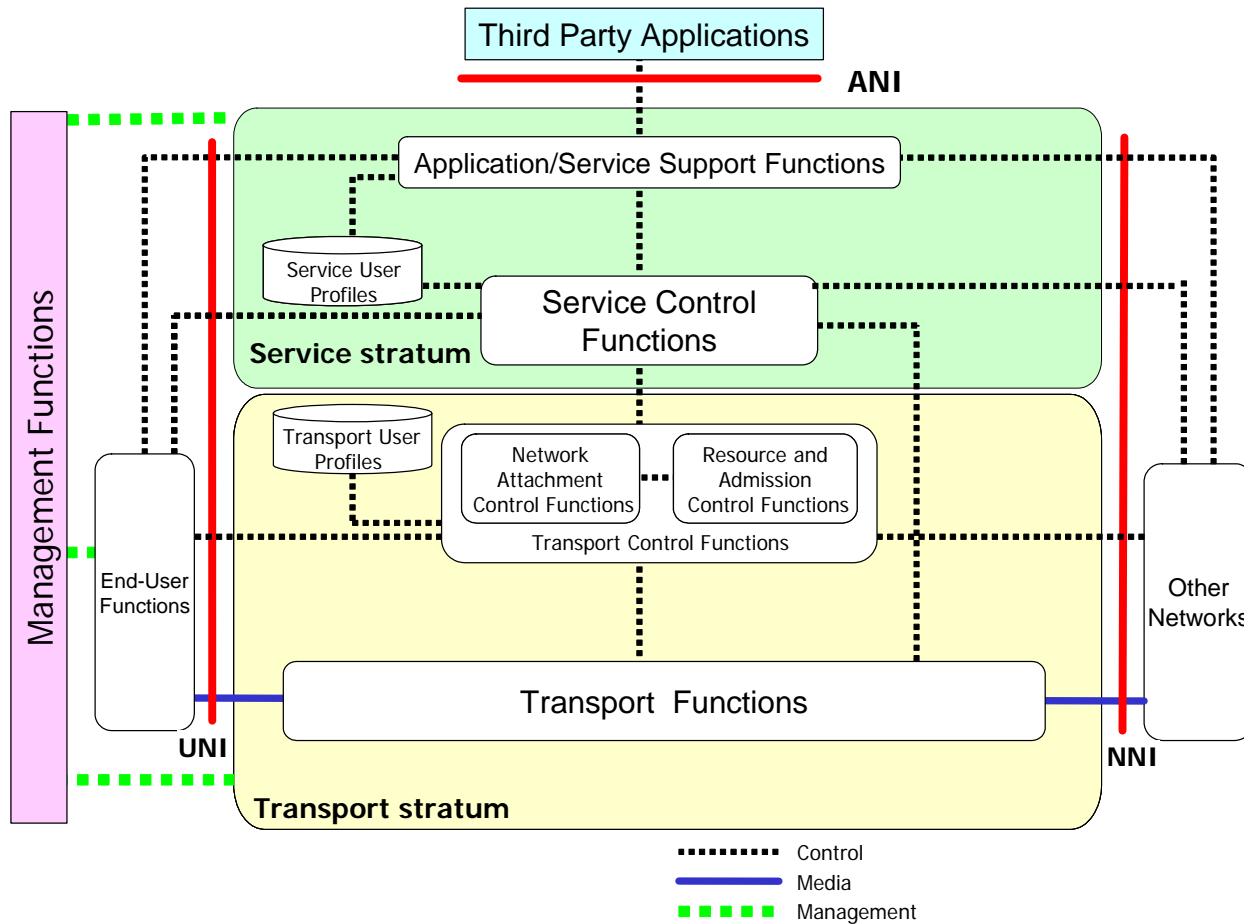 Third Party Applications
ANI
Application/Service Support Functions
Service User
Profiles
Service Control
Functions
Service stratum
Management Functions
Transport User
Profiles
Network
Attachment
Control Functions
Resource and
Admission
Control Functions
Transport Control Functions
End-User
Functions
Other
Networks
Transport Functions
UNI
NNI
Transport stratum
Control
Media
Management